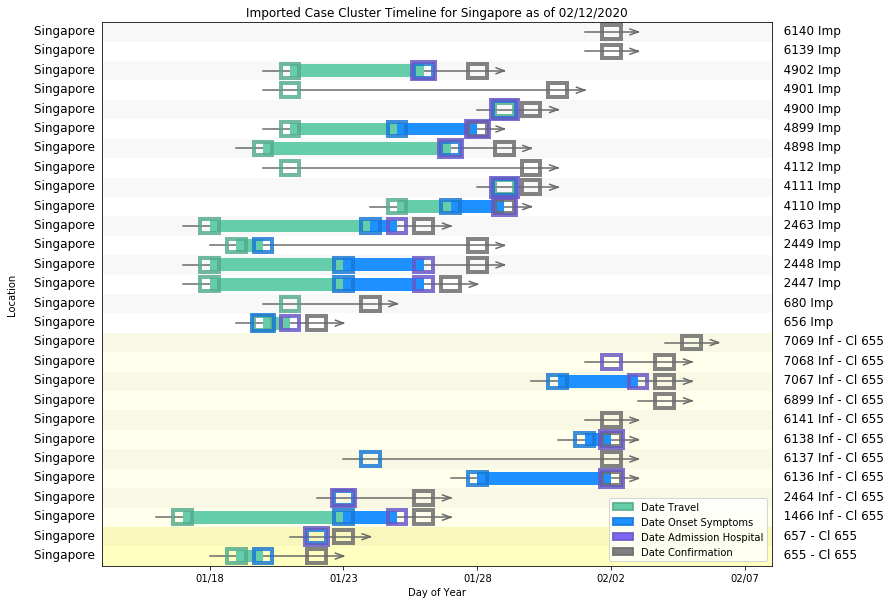 Imported Case Cluster Timeline for Singapore as of 02/12/2020
Singapore 6140 Imp
Singapore 6139 Imp
Singapore 4902 Imp
Singapore 4901 Imp
Singapore 4900 Imp
Singapore 4899 Imp
Singapore 4898 Imp
Singapore 4112 Imp
Singapore 4111 Imp
Singapore 4110 Imp
Singapore 2463 Imp
Singapore 2449 Imp
Singapore 2448 Imp
Singapore 2447 Imp
Singapore 680 Imp
Singapore 656 Imp
Singapore 7069 Inf - Cl 655
Singapore 7068 Inf - Cl 655
Singapore 7067 Inf - Cl 655
Singapore 6899 Inf - Cl 655
Singapore 6141 Inf - Cl 655
Singapore 6138 Inf - Cl 655
Singapore 6137 Inf - Cl 655
Singapore 6136 Inf - Cl 655
Singapore 2464 Inf - Cl 655
Singapore 1466 Inf - Cl 655
Singapore 657 - Cl 655
Singapore 655 - Cl 655
Location
Date Travel
Date Onset Symptoms
Date Admission Hospital
Date Confirmation
01/18 01/23 01/28 02/02 02/07
Day of Year